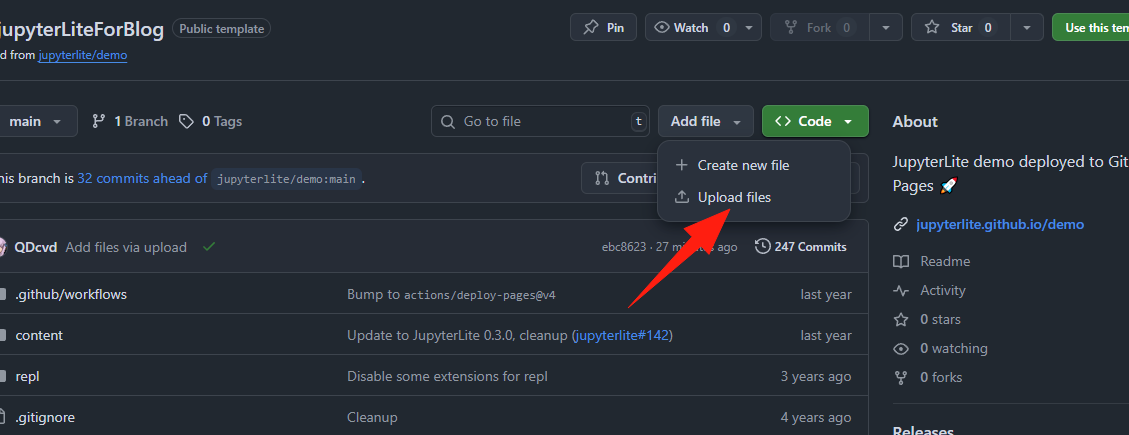 jupyterLiteForBlog Public template Pin Watch 0 Fork 0 Star 0 Use this tem
d from jupyterlite/demo
main 1 Branch 0 Tags Go to file t Add file Code
About
Create new file
Upload files
his branch is 32 commits ahead of jupyterlite/demo:main. Contri
JupyterLite demo deployed to Git
Pages 🚀
jupyterlite.github.io/demo
QDcvd Add files via upload ebc8623 · 27 minutes ago 247 Commits
.github/workflows Bump to actions/deploy-pages@v4 last year
content Update to JupyterLite 0.3.0, cleanup (jupyterlite#142) last year
repl Disable some extensions for repl 3 years ago
.gitignore Cleanup 4 years ago
Readme
Activity
0 stars
0 watching
0 forks
Releases